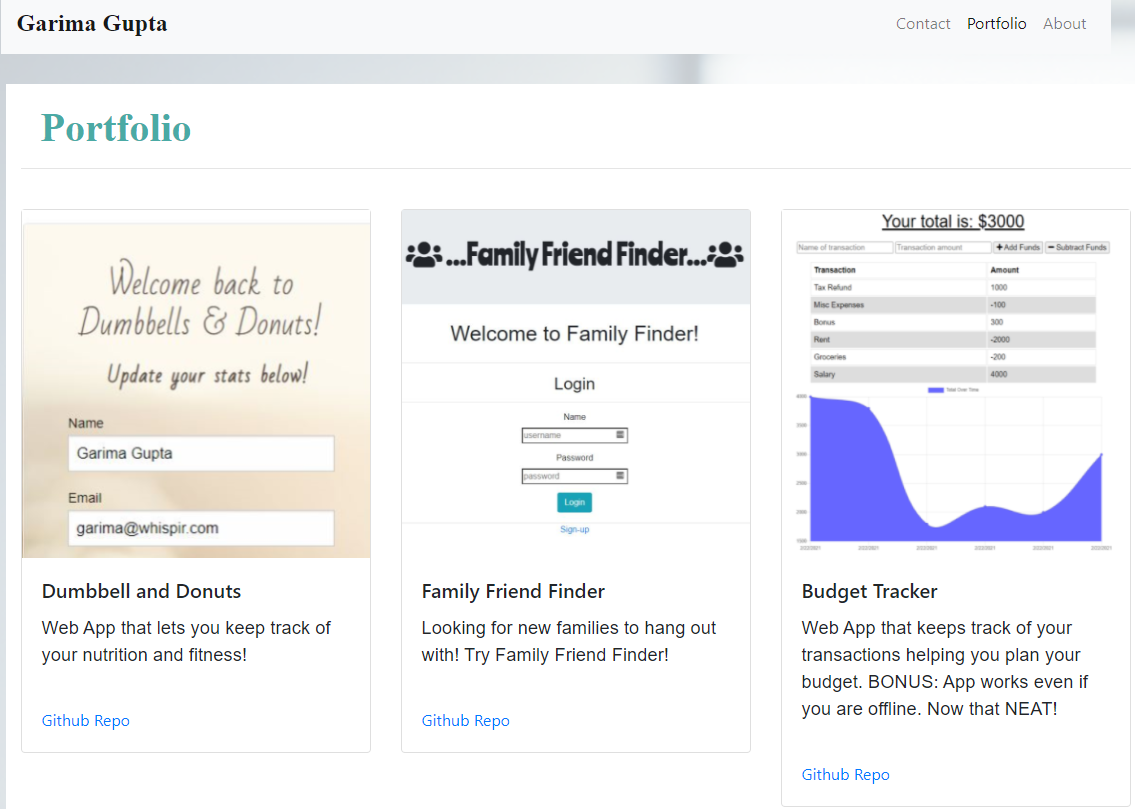 Garima Gupta
Contact Portfolio About
Portfolio
Welcome back to
Dumbbells & Donuts!
Update your stats below!
Name
Garima Gupta
Email
garima@whispir.com
Dumbbell and Donuts
Web App that lets you keep track of
your nutrition and fitness!
Github Repo
...Family Friend Finder...
Welcome to Family Finder!
Login
Name
username
Password
password
Login
Sign-up
Family Friend Finder
Looking for new families to hang out
with! Try Family Friend Finder!
Github Repo
Your total is: $3000
Name of transaction Transaction amount Add Funds Subtract Funds
Transaction Amount
Tax Refund 1000
Misc Expenses -100
Bonus 300
Rent -2000
Groceries -200
Salary 4000
Total Over Time
4000
3500
3000
2500
2000
1500
Budget Tracker
Web App that keeps track of your
transactions helping you plan your
budget. BONUS: App works even if
you are offline. Now that NEAT!
Github Repo